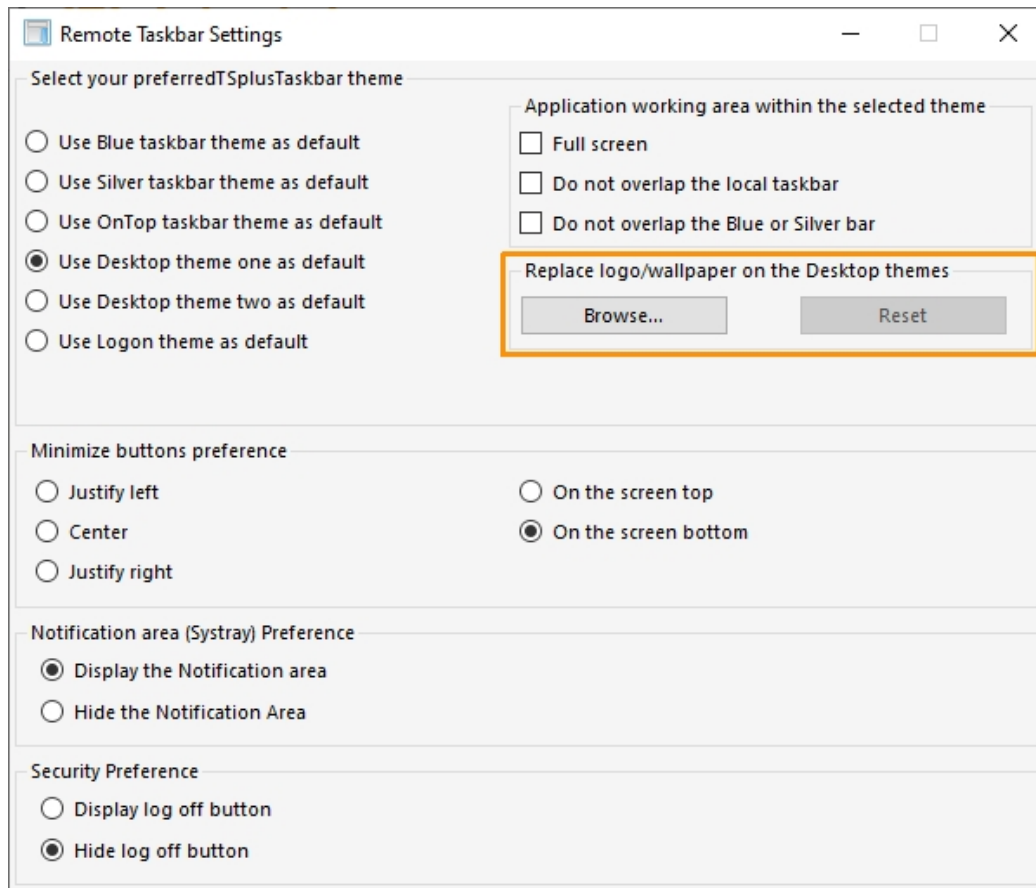 Remote Taskbar Settings
Select your preferredTSplusTaskbar theme
Use Blue taskbar theme as default
Use Silver taskbar theme as default
Use OnTop taskbar theme as default
Use Desktop theme one as default
Use Desktop theme two as default
Use Logon theme as default
Application working area within the selected theme
Full screen
Do not overlap the local taskbar
Do not overlap the Blue or Silver bar
Replace logo/wallpaper on the Desktop themes
Browse... Reset
Minimize buttons preference
Justify left
Center
Justify right
On the screen top
On the screen bottom
Notification area (Systray) Preference
Display the Notification area
Hide the Notification Area
Security Preference
Display log off button
Hide log off button